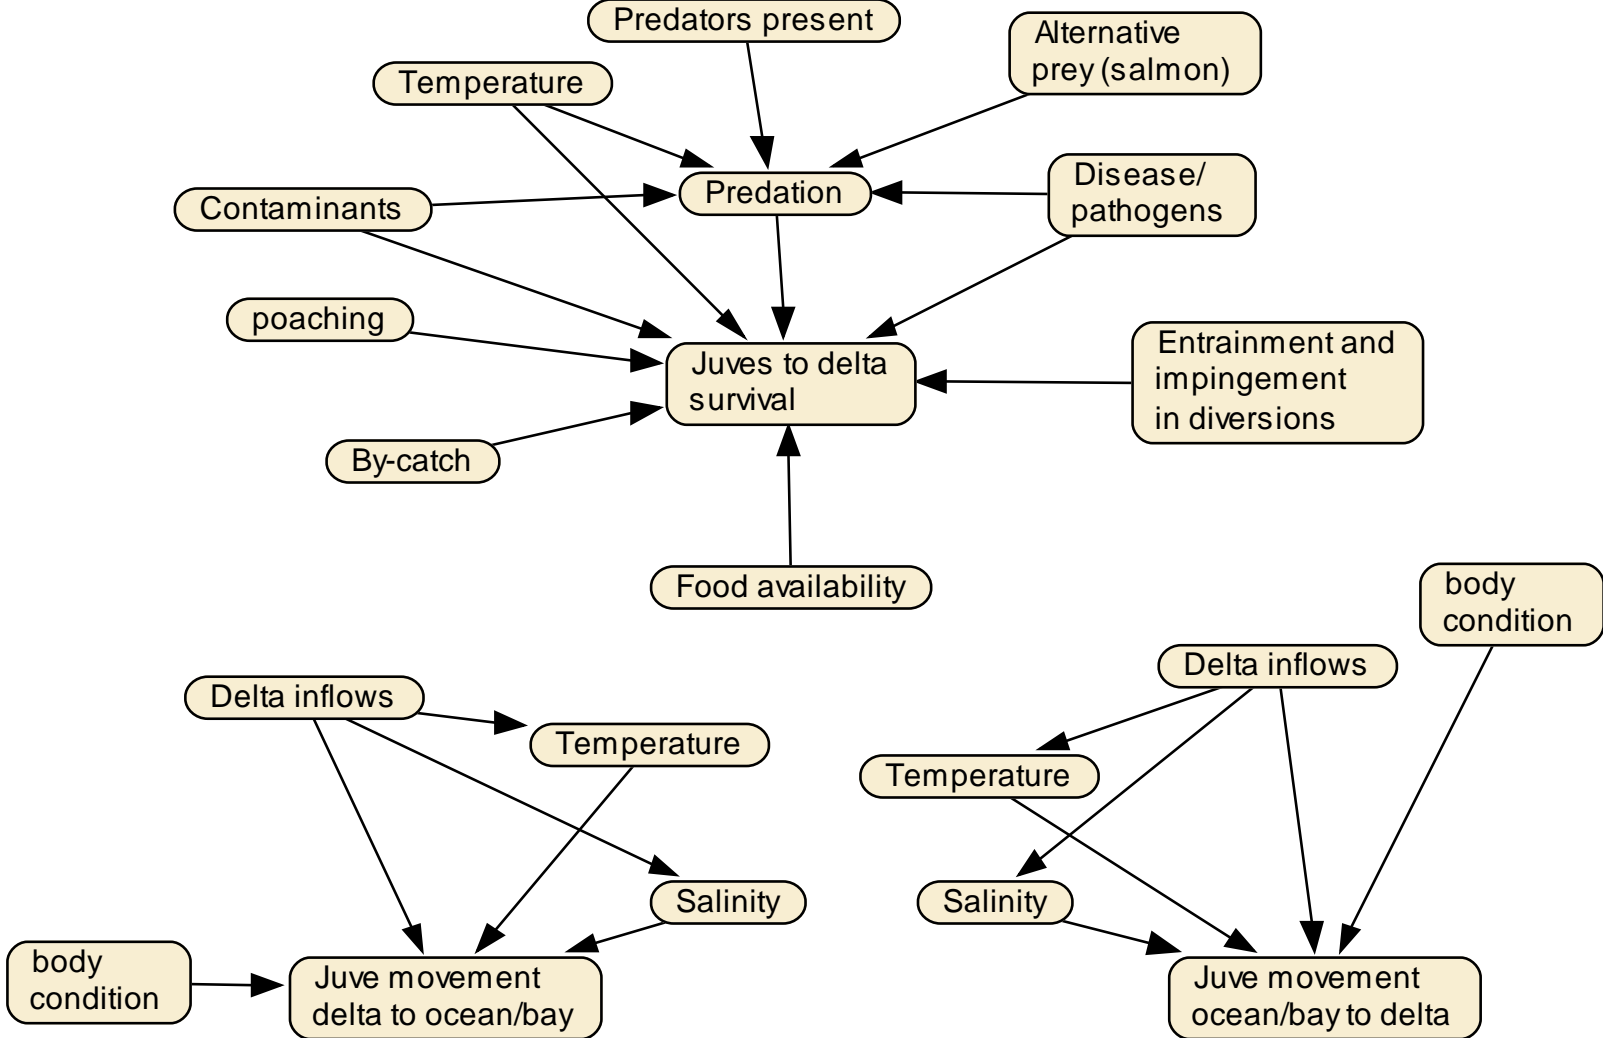 Predators present
Alternative
prey (salmon)
Temperature
Disease/
pathogens
Predation
Contaminants
poaching
Juves to delta
survival
Entrainment and
impingement
in diversions
By-catch
Food availability
body
condition
Delta inflows
Delta inflows
Temperature
Temperature
Salinity
Salinity
body
condition
Juve movement
delta to ocean/bay
Juve movement
ocean/bay to delta